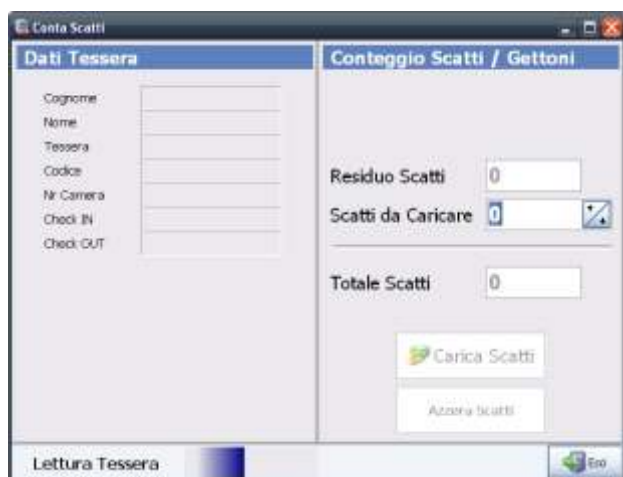 Conta Scatti
Dati Tessera
Cognome
Nome
Tessera
Codice
Nr Camera
Check IN
Check OUT
Conteggio Scatti / Gettoni
Residuo Scatti 0
Scatti da Caricare 0
Totale Scatti 0
Carica Scatti
Azzera Scatti
Lettura Tessera
Esci